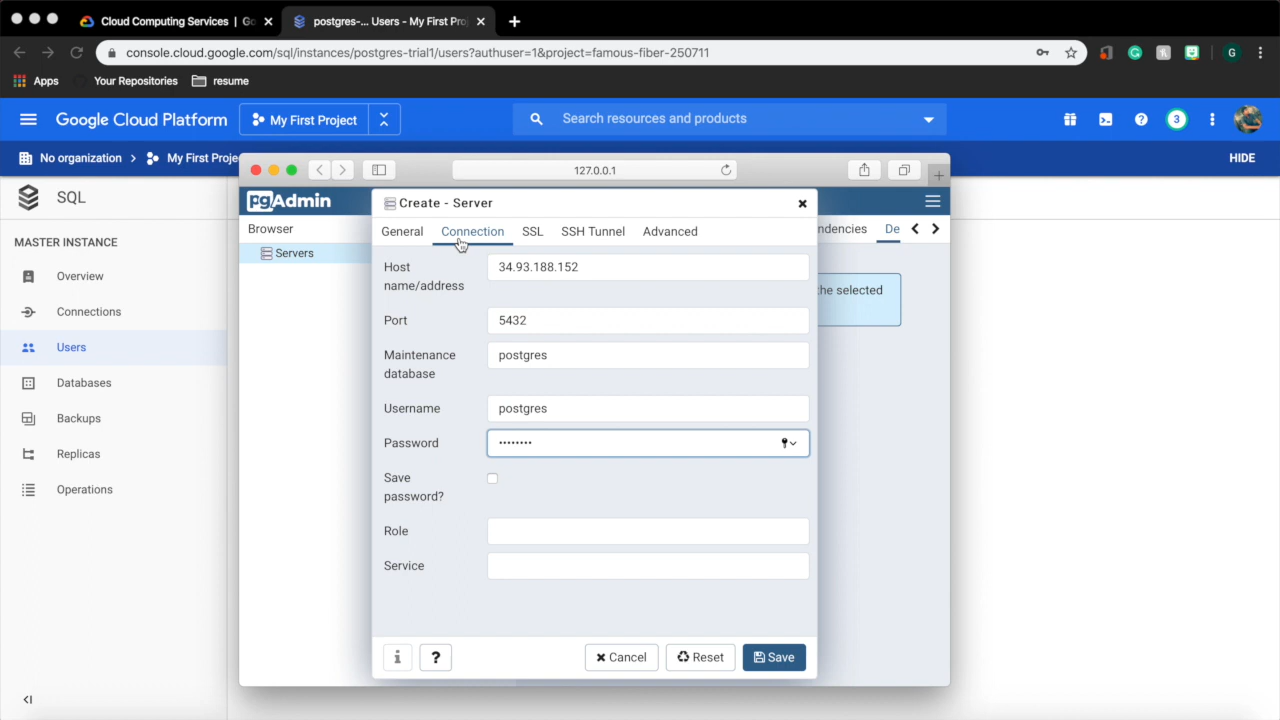 Cloud Computing Services | Go
postgres-... Users - My First Proj
console.cloud.google.com/sql/instances/postgres-trial1/users?authuser=1&project=famous-fiber-250711
G
Apps
Your Repositories
resume
Google Cloud Platform
My First Project
Search resources and products
3
No organization
My First Proje
HIDE
SQL
MASTER INSTANCE
Overview
Connections
Users
Databases
Backups
Replicas
Operations
127.0.0.1
pgAdmin
Browser
Servers
ndencies
De
the selected
Create - Server
General
Connection
SSL
SSH Tunnel
Advanced
Host
name/address
34.93.188.152
Port
5432
Maintenance
database
postgres
Username
postgres
Password
••••••••
Save
password?
Role
Service
i
?
Cancel
Reset
Save